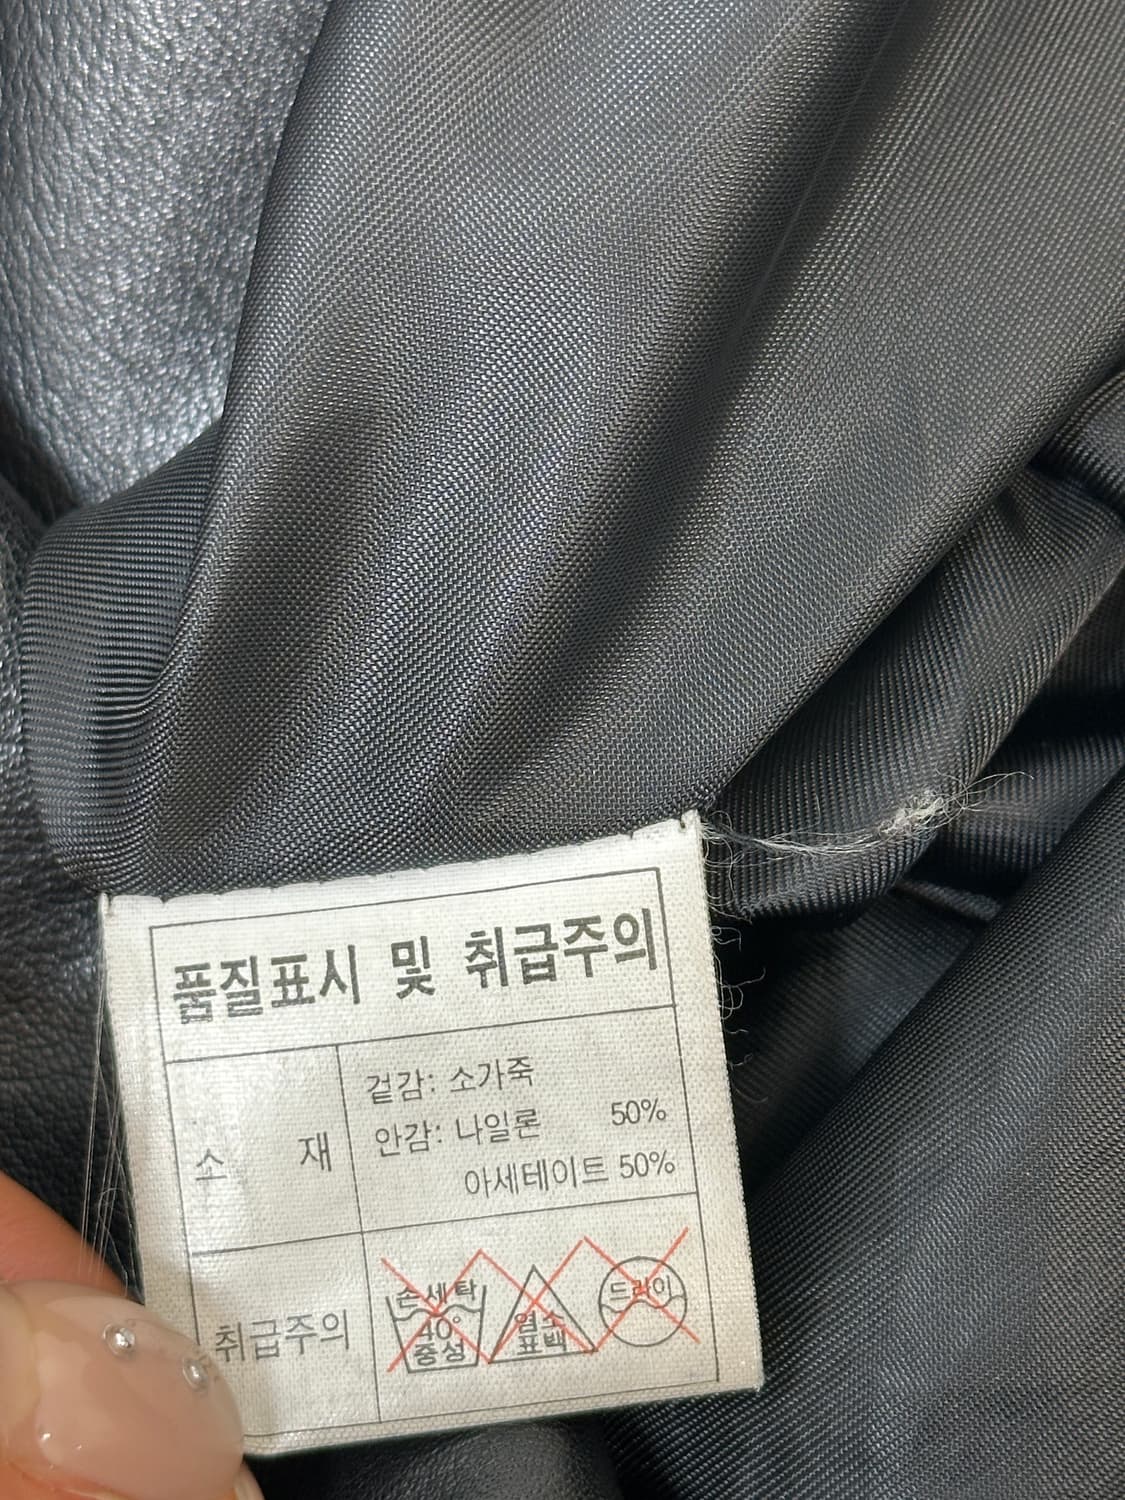 품질표시 및 취급주의
소 재
겉감: 소가죽
안감: 나일론 50%
아세테이트 50%
취급주의
손세탁
40°
중성
염소
표백
드라이